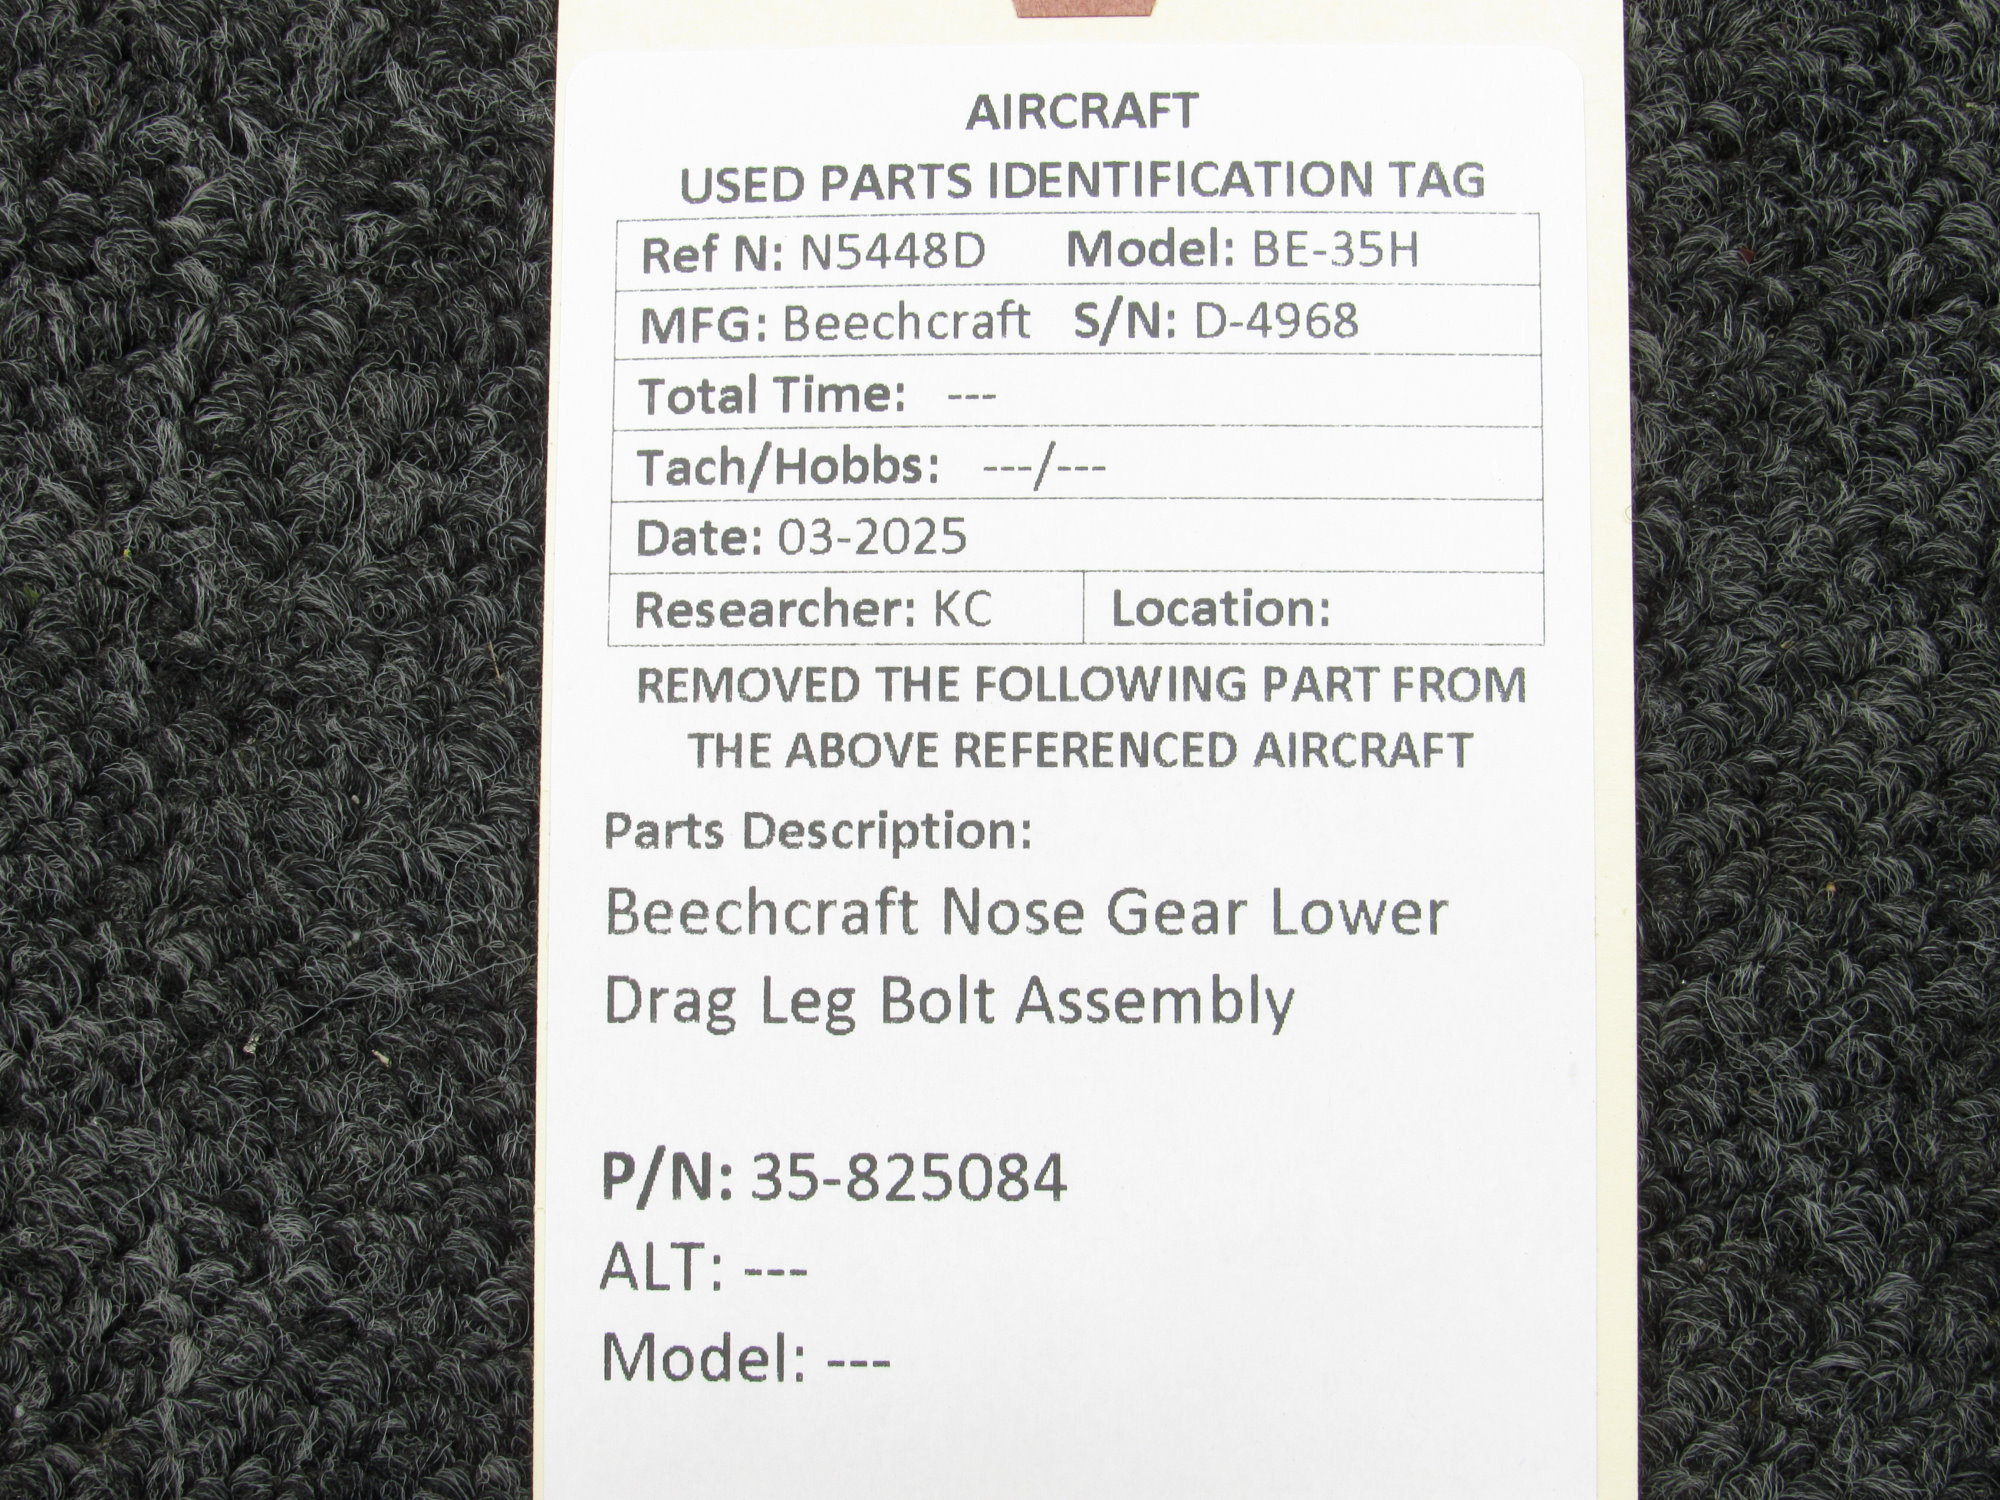 AIRCRAFT
USED PARTS IDENTIFICATION TAG
Ref N: N5448D Model: BE-35H
MFG: Beechcraft S/N: D-4968
Total Time: ---
Tach/Hobbs: ---/---
Date: 03-2025
Researcher: KC Location:
REMOVED THE FOLLOWING PART FROM
THE ABOVE REFERENCED AIRCRAFT
Parts Description:
Beechcraft Nose Gear Lower
Drag Leg Bolt Assembly
P/N: 35-825084
ALT: ---
Model: ---